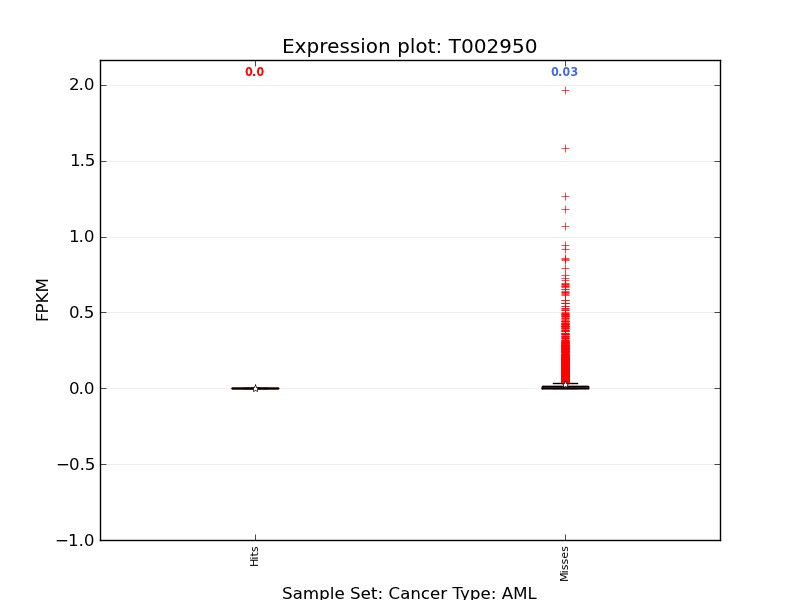 Expression plot: T002950
0.0
0.03
2.0
1.5
1.0
0.5
0.0
−0.5
−1.0
FPKM
Hits
Misses
Sample Set: Cancer Type: AML